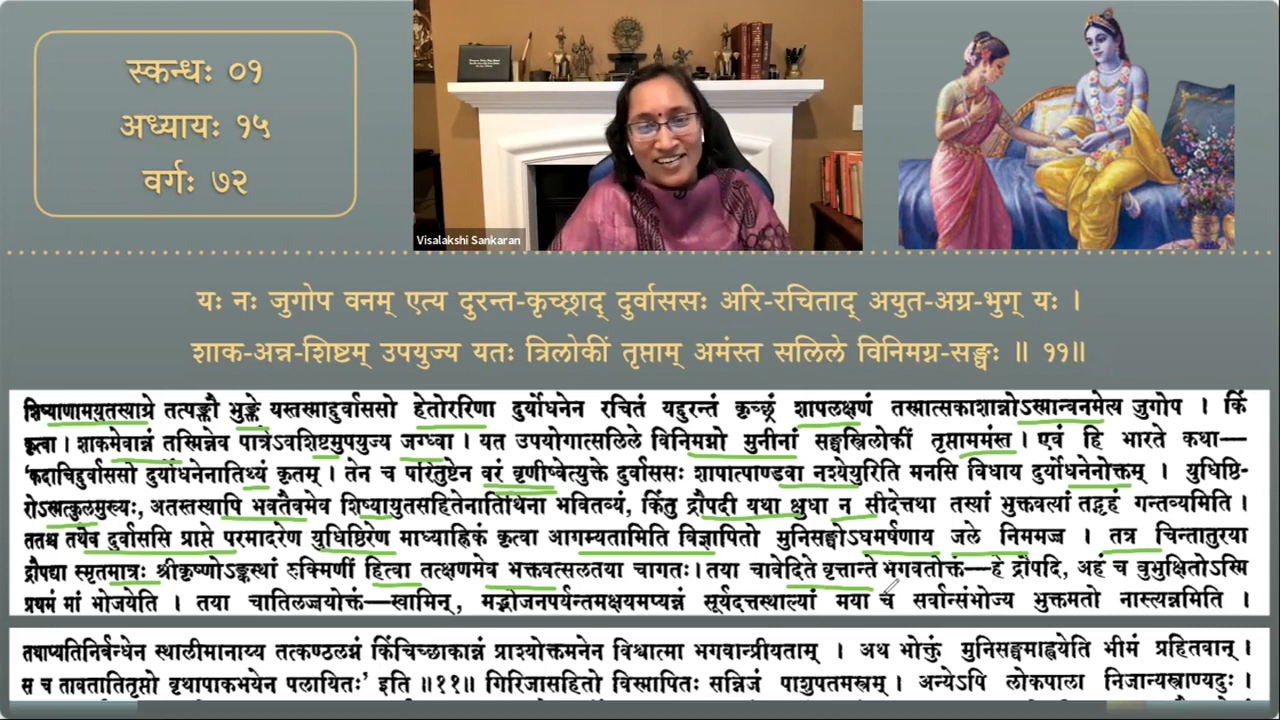 स्कन्धः ०१
अध्यायः १५
वर्गः ७२
Visalakshi Sankaran
यः नः जुगोप वनम् एत्य दुरन्त-कृच्छ्राद् दुर्वाससः अरि-रचिताद् अयुत-अग्र-भुग् यः ।
शाक-अन्न-शिष्टम् उपयुज्य यतः त्रिलोकीं तृप्ताम् अमंस्त सलिले विनिमग्न-सङ्घः ॥ ११॥
शिष्याणामयुतस्याग्रे तत्पङ्क्तौ भुङ्क्ते यस्तस्माद्दुर्वाससो हेतोररिणा दुर्योधनेन रचितं यद्दुरन्तं कृच्छ्रं शापलक्षणं तस्मात्सकाशान्नोऽस्मान्वनमेत्य जुगोप । किं
कृत्वा । शाकमेवान्नं तस्मिन्नेव पात्रेऽवशिष्टमुपयुज्य जग्ध्वा । यत उपयोगात्सलिले विनिमग्नो मुनीनां सङ्घस्त्रिलोकीं तृप्ताममंस्त । एवं हि भारते कथा—
‘कदाचिद्दुर्वाससो दुर्योधनेनातिथ्यं कृतम् । तेन च परितुष्टेन वरं वृणीष्वेत्युक्ते दुर्वाससः शापात्पाण्डवा नश्येयुरिति मनसि विधाय दुर्योधनेनोक्तम् । युधिष्ठि-
रोऽस्मत्कुलमुख्यः, अतस्तस्यापि भवतैवमेव शिष्यायुतसहितेनातिथिना भवितव्यं, किंतु द्रौपदी यथा क्षुधा न सीदेत्तथा तस्यां भुक्तवत्यां तद्गृहं गन्तव्यमिति ।
ततश्च तथैव दुर्वाससि प्राप्ते परमादरेण युधिष्ठिरेण माध्याह्निकं कृत्वा आगम्यतामिति विज्ञापितो मुनिसङ्घोऽघमर्षणाय जले निममज्ज । तत्र चिन्तातुरया
द्रौपद्या स्मृतमात्रः श्रीकृष्णोऽङ्कस्थां रुक्मिणीं हित्वा तत्क्षणमेव भक्तवत्सलतया चागतः। तया चावेदिते वृत्तान्ते भगवतोक्तं—हे द्रौपदि, अहं च बुभुक्षितोऽस्मि
प्रथमं मां भोजयेति । तया चातिलज्जयोक्तं—स्वामिन्, मद्भोजनपर्यन्तमक्षयमप्यन्नं सूर्यदत्तस्थाल्यां मया च सर्वान्संभोज्य भुक्तमतो नास्त्यन्नमिति ।
तथाप्यतिनिर्बन्धेन स्थालीमानाय्य तत्कण्ठलग्नं किंचिच्छाकान्नं प्राश्योक्तमनेन विश्वात्मा भगवान्प्रीयताम् । अथ भोक्तुं मुनिसङ्घमाह्वयेति भीमं प्रहितवान् ।
स च तावतातितृप्तो वृथापाकभयेन पलायितः’ इति ॥११॥ गिरिजासहितो विस्मापितः सन्निजं पाशुपतमस्त्रम् । अन्येऽपि लोकपाला निजान्यस्त्राण्यदुः ।